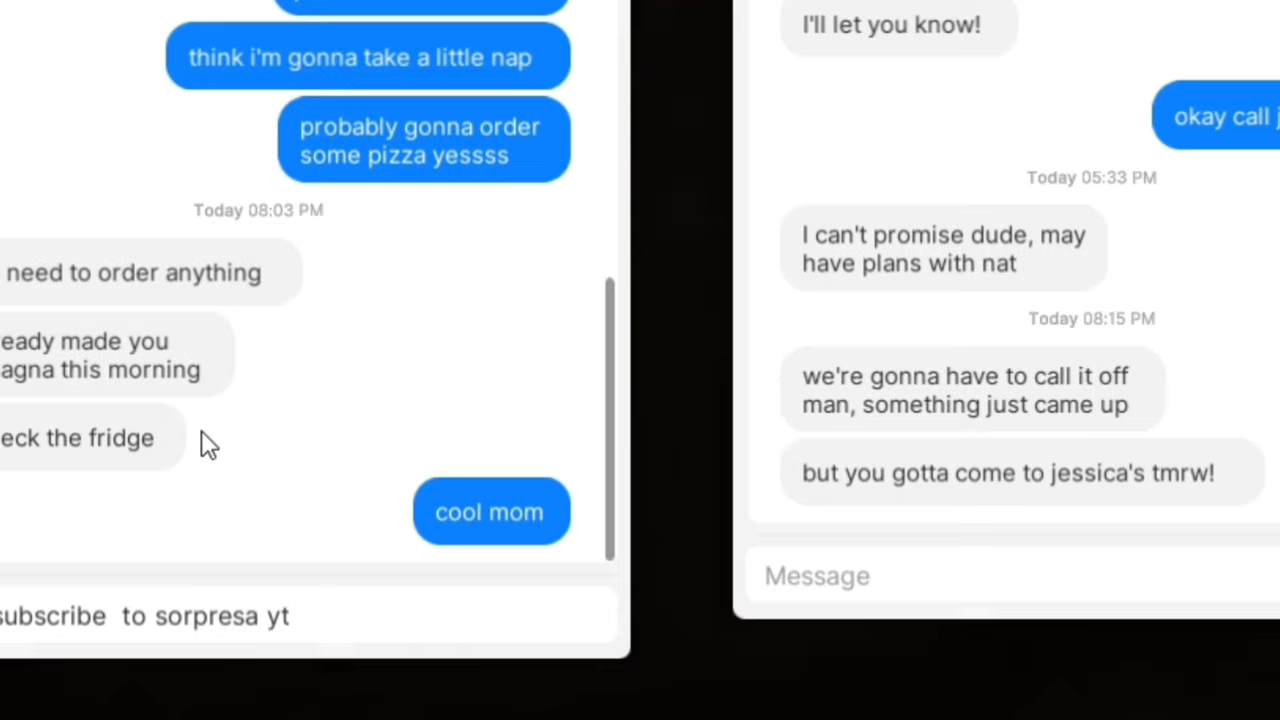 think i'm gonna take a little nap
probably gonna order
some pizza yessss
Today 08:03 PM
need to order anything
eady made you
agna this morning
eck the fridge
cool mom
subscribe to sorpresa yt
I'll let you know!
okay call j
Today 05:33 PM
I can't promise dude, may
have plans with nat
Today 08:15 PM
we're gonna have to call it off
man, something just came up
but you gotta come to jessica's tmrw!
Message